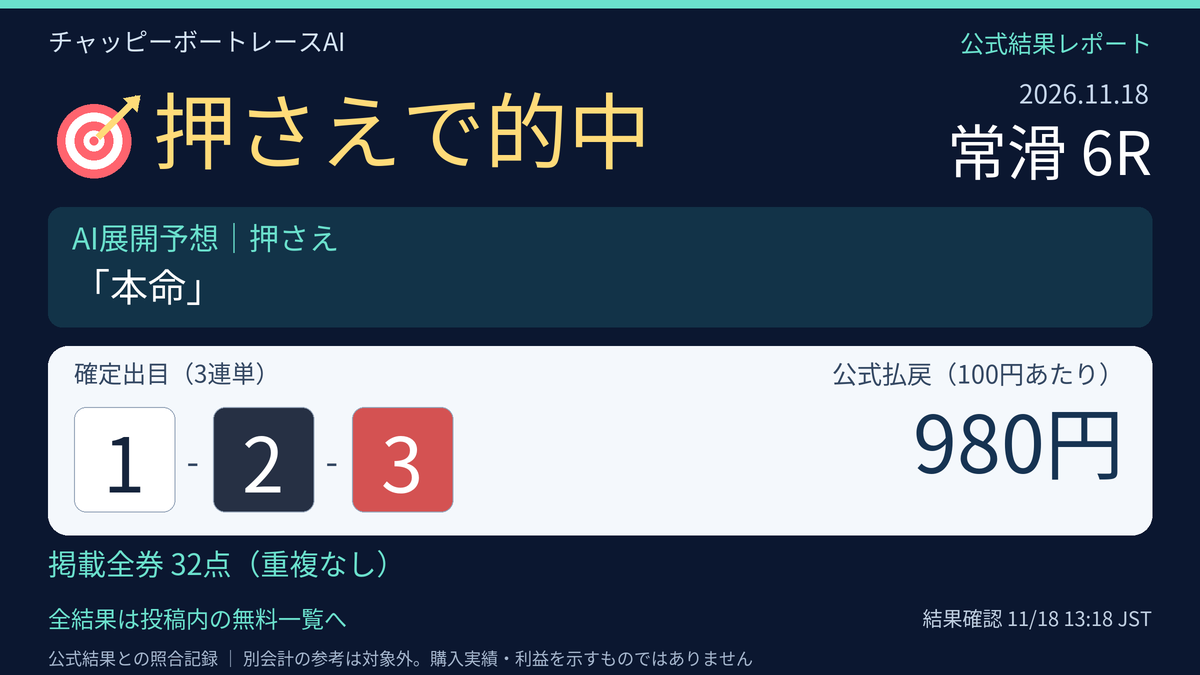 チャッピーボートレースAI
公式結果レポート
2026.11.18
押さえで的中
常滑 6R
AI展開予想｜押さえ
「本命」
確定出目（3連単）
公式払戻（100円あたり）
1 - 2 - 3
980円
掲載全券 32点（重複なし）
全結果は投稿内の無料一覧へ
結果確認 11/18 13:18 JST
公式結果との照合記録 ｜ 別会計の参考は対象外。購入実績・利益を示すものではありません